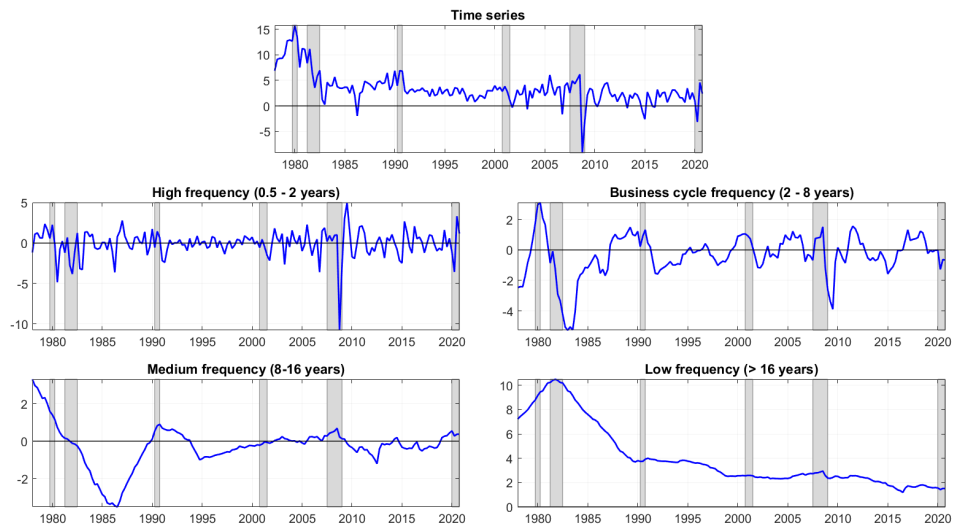 Time series
15
10
5
0
-5
1980 1985 1990 1995 2000 2005 2010 2015 2020
High frequency (0.5 - 2 years)
5
0
-5
-10
1980 1985 1990 1995 2000 2005 2010 2015 2020
Business cycle frequency (2 - 8 years)
2
0
-2
-4
1980 1985 1990 1995 2000 2005 2010 2015 2020
Medium frequency (8-16 years)
2
0
-2
1980 1985 1990 1995 2000 2005 2010 2015 2020
Low frequency (> 16 years)
10
8
6
4
2
0
1980 1985 1990 1995 2000 2005 2010 2015 2020